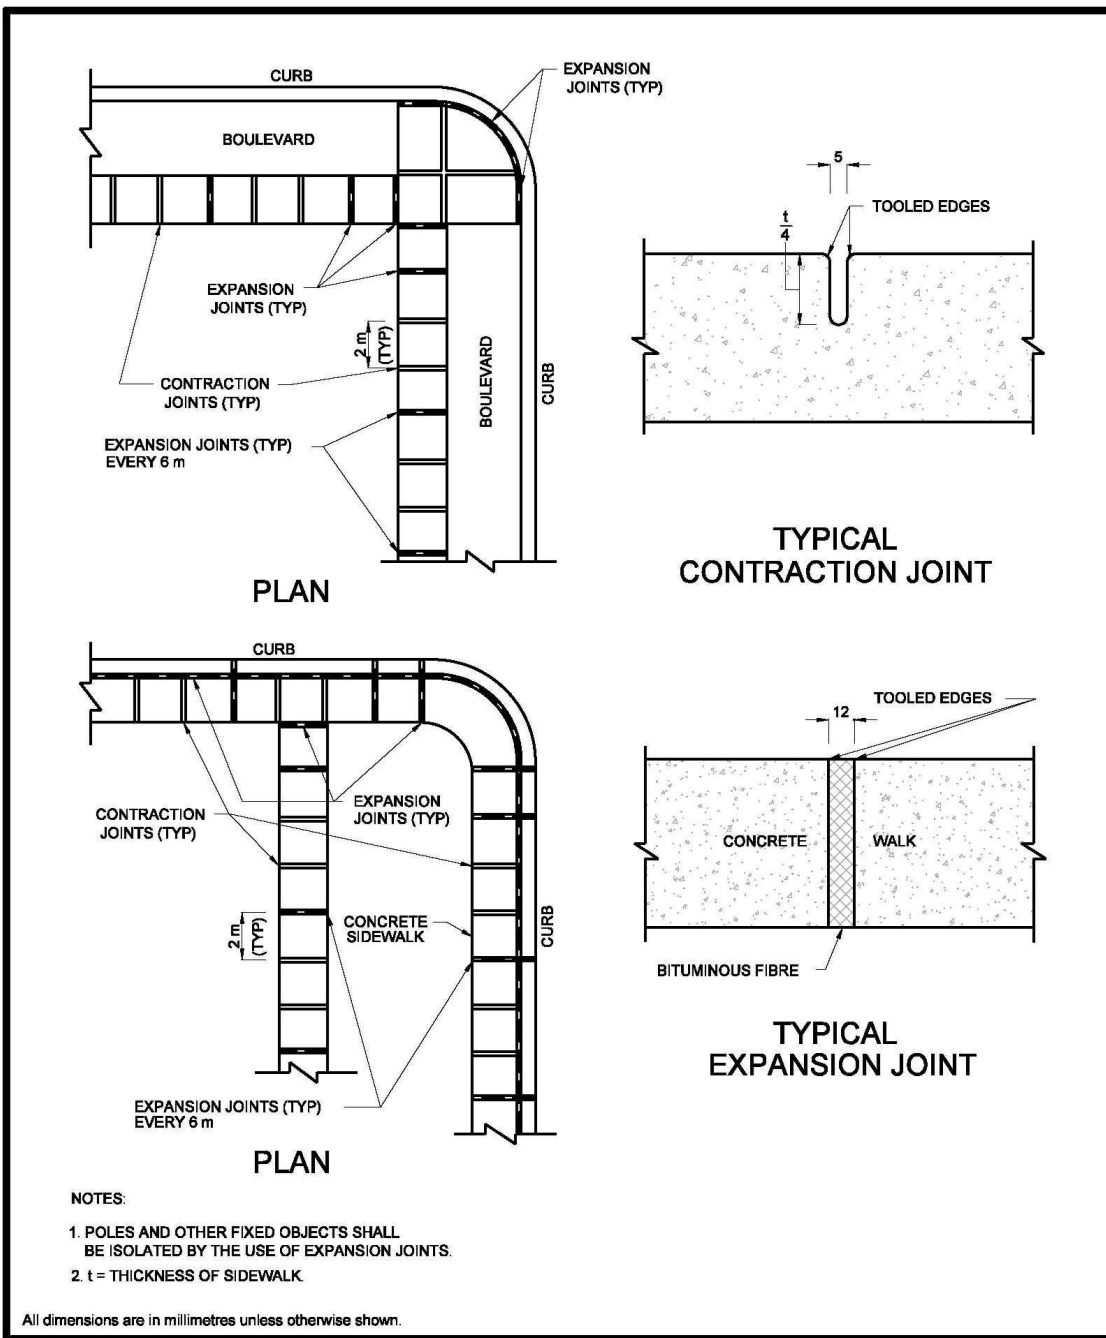 CURB
EXPANSION
JOINTS (TYP)
BOULEVARD
EXPANSION
JOINTS (TYP)
2 m
(TYP)
CONTRACTION
JOINTS (TYP)
EXPANSION JOINTS (TYP)
EVERY 6 m
BOULEVARD
CURB
PLAN
5
TOOLED EDGES
t
4
TYPICAL
CONTRACTION JOINT
CURB
EXPANSION
JOINTS (TYP)
CONTRACTION
JOINTS (TYP)
2 m
(TYP)
CONCRETE
SIDEWALK
CURB
EXPANSION JOINTS (TYP)
EVERY 6 m
PLAN
TOOLED EDGES
12
CONCRETE
WALK
BITUMINOUS FIBRE
TYPICAL
EXPANSION JOINT
NOTES:
1. POLES AND OTHER FIXED OBJECTS SHALL
BE ISOLATED BY THE USE OF EXPANSION JOINTS.
2. t = THICKNESS OF SIDEWALK.
All dimensions are in millimetres unless otherwise shown.